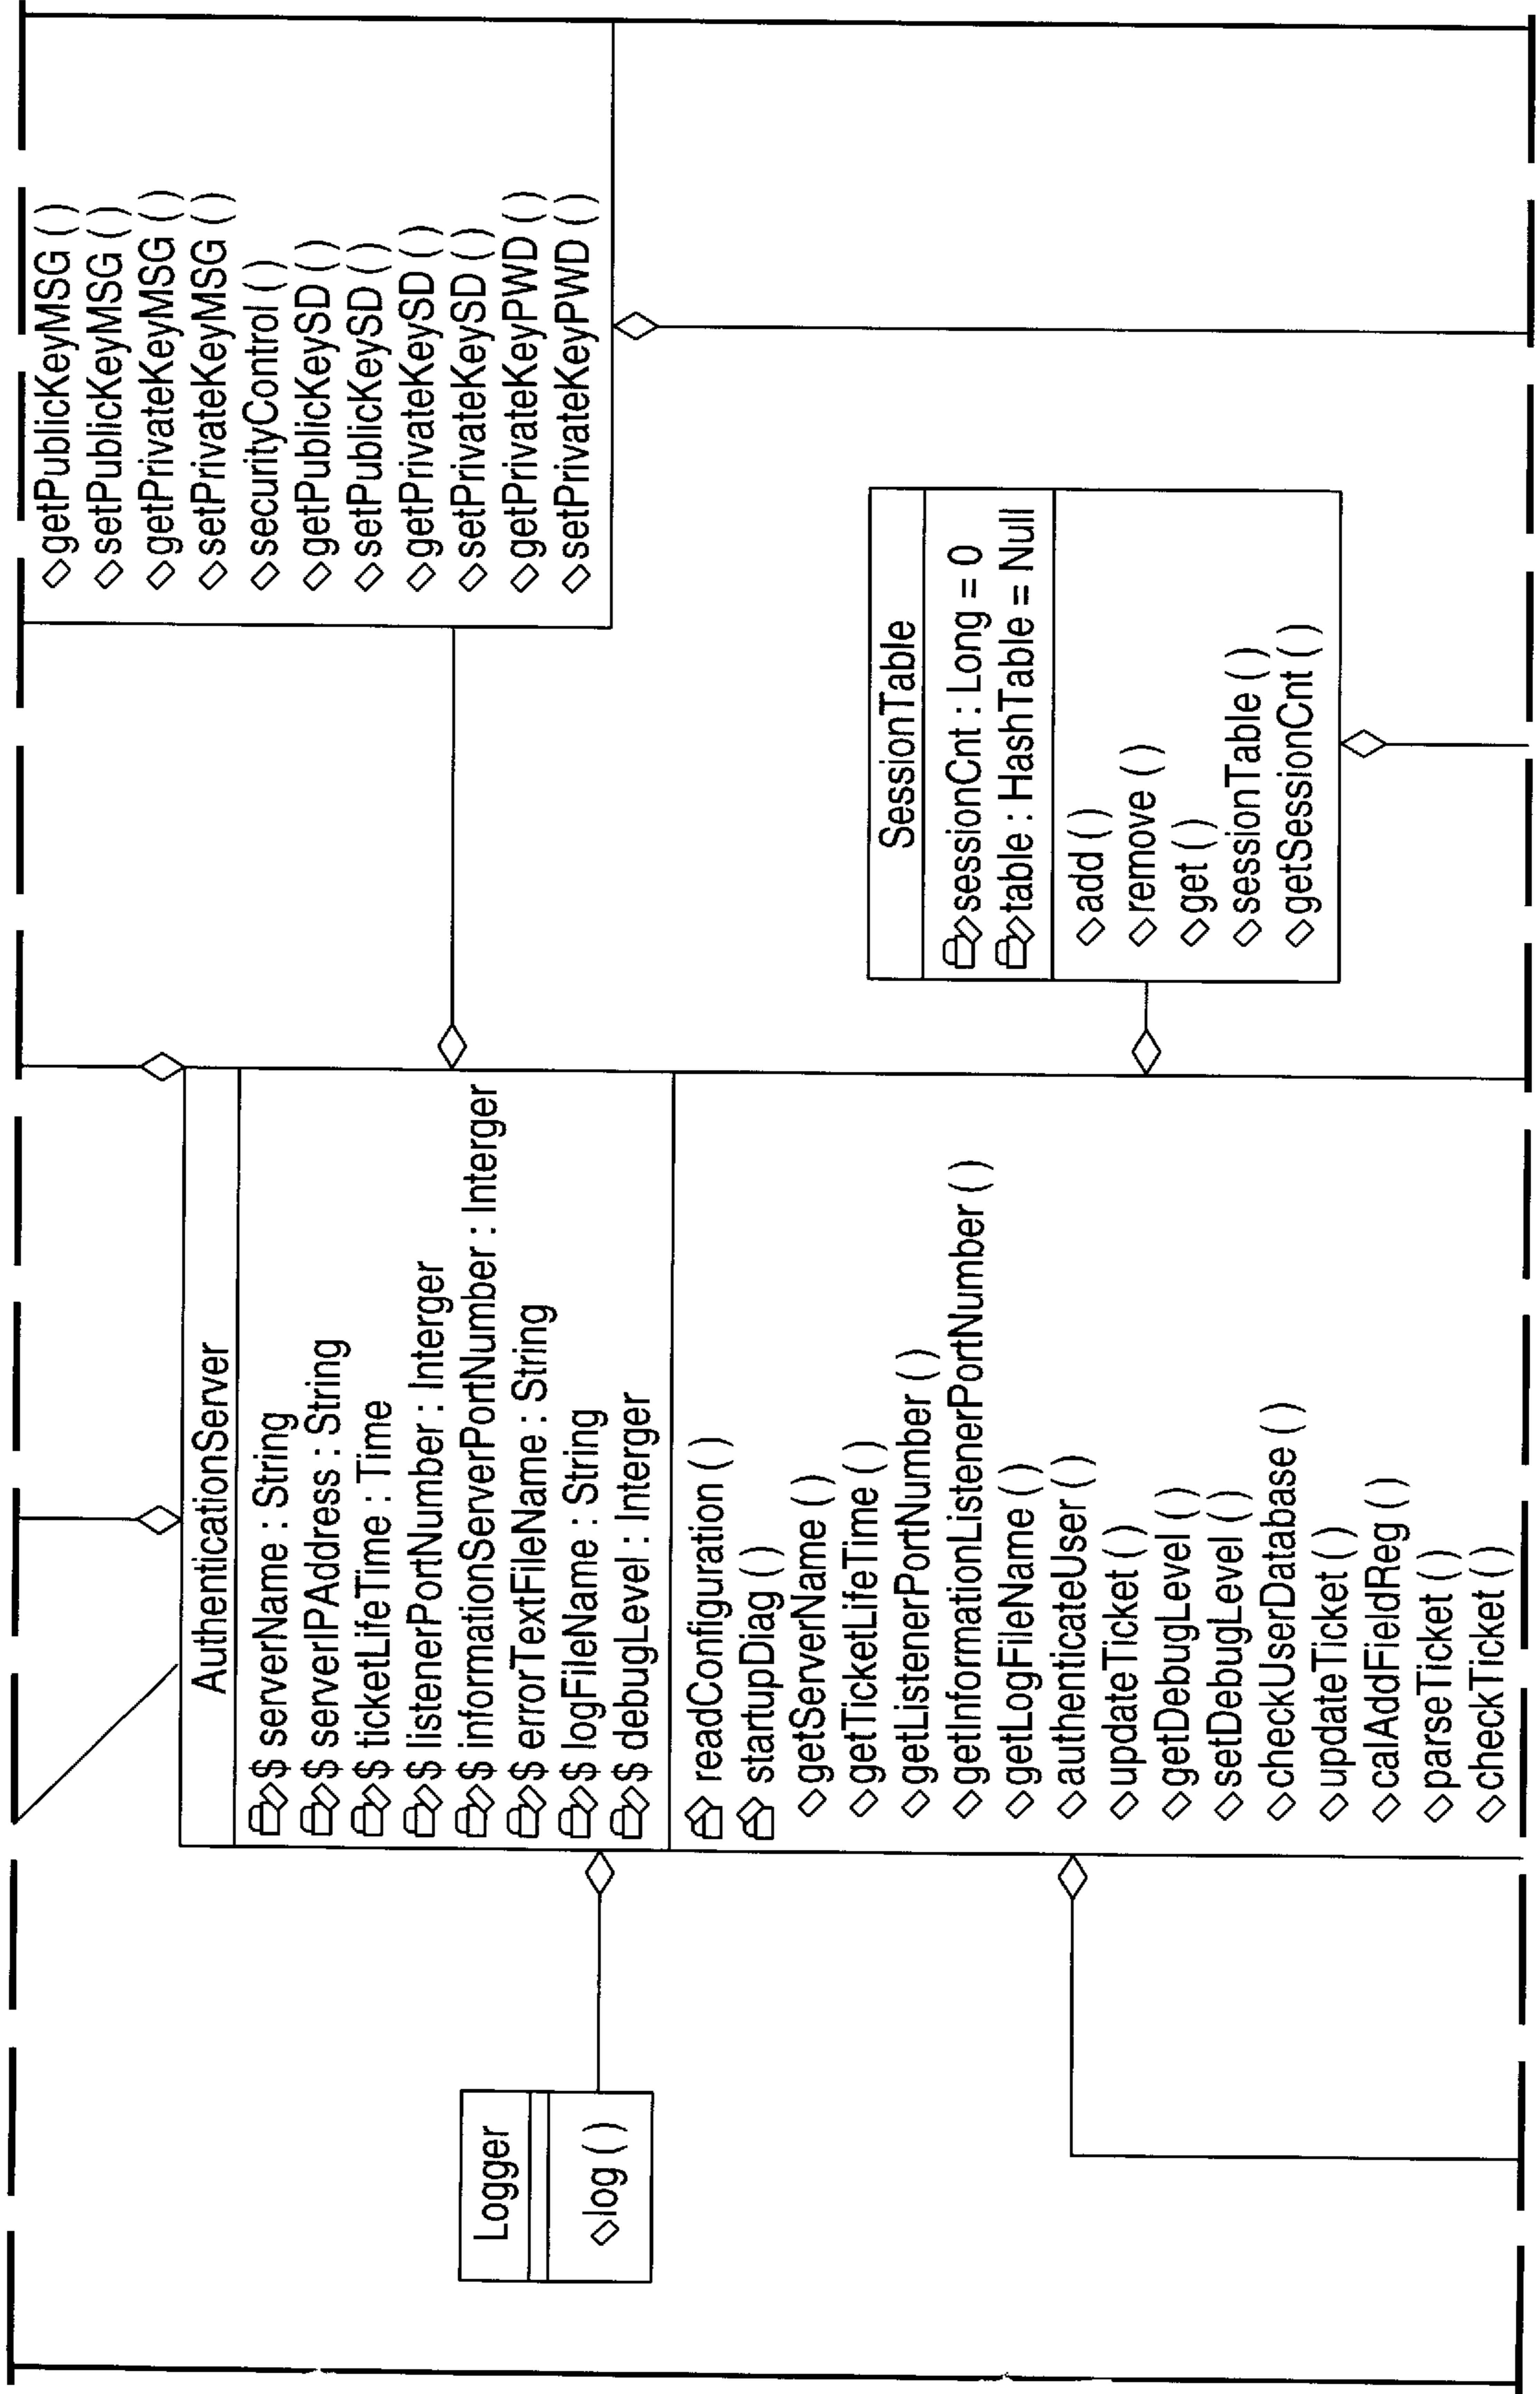 Logger
log ( )
AuthenticationServer
$ serverName : String
$ serverIPAddress : String
$ ticketLifeTime : Time
$ listenerPortNumber : Interger
$ informationServerPortNumber : Interger
$ errorTextFileName : String
$ logFileName : String
$ debugLevel : Interger
readConfiguration ( )
startupDiag ( )
getServerName ( )
getTicketLifeTime ( )
getListenerPortNumber ( )
getInformationListenerPortNumber ( )
getLogFileName ( )
authenticateUser ( )
updateTicket ( )
getDebugLevel ( )
setDebugLevel ( )
checkUserDatabase ( )
updateTicket ( )
calAddFieldReg ( )
parseTicket ( )
checkTicket ( )
getPublicKeyMSG ( )
setPublicKeyMSG ( )
getPrivateKeyMSG ( )
setPrivateKeyMSG ( )
securityControl ( )
getPublicKeySD ( )
setPublicKeySD ( )
getPrivateKeySD ( )
setPrivateKeySD ( )
getPrivateKeyPWD ( )
setPrivateKeyPWD ( )
SessionTable
sessionCnt : Long = 0
table : HashTable = Null
add ( )
remove ( )
get ( )
sessionTable ( )
getSessionCnt ( )